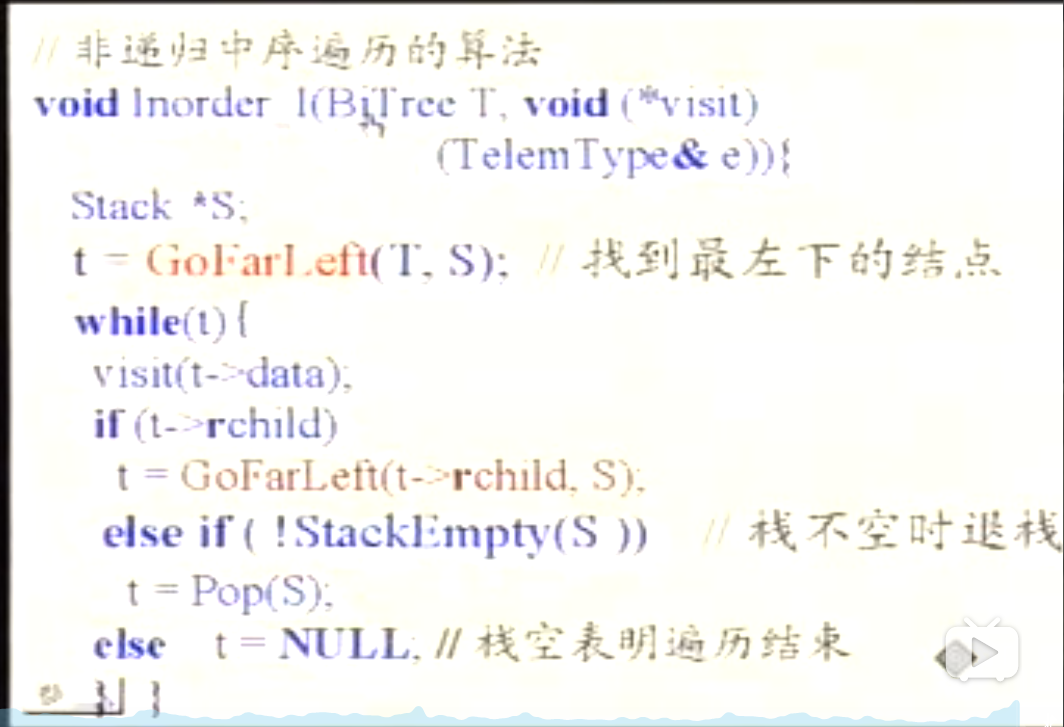 // 非递归中序遍历的算法
void Inorder_I(BiTree T, void (*visit)
(TelemType& e)){
Stack *S;
t = GoFarLeft(T, S); // 找到最左下的结点
while(t){
visit(t->data);
if (t->rchild)
t = GoFarLeft(t->rchild, S);
else if ( !StackEmpty(S )) // 栈不空时退栈
t = Pop(S);
else t = NULL; // 栈空表明遍历结束
} }